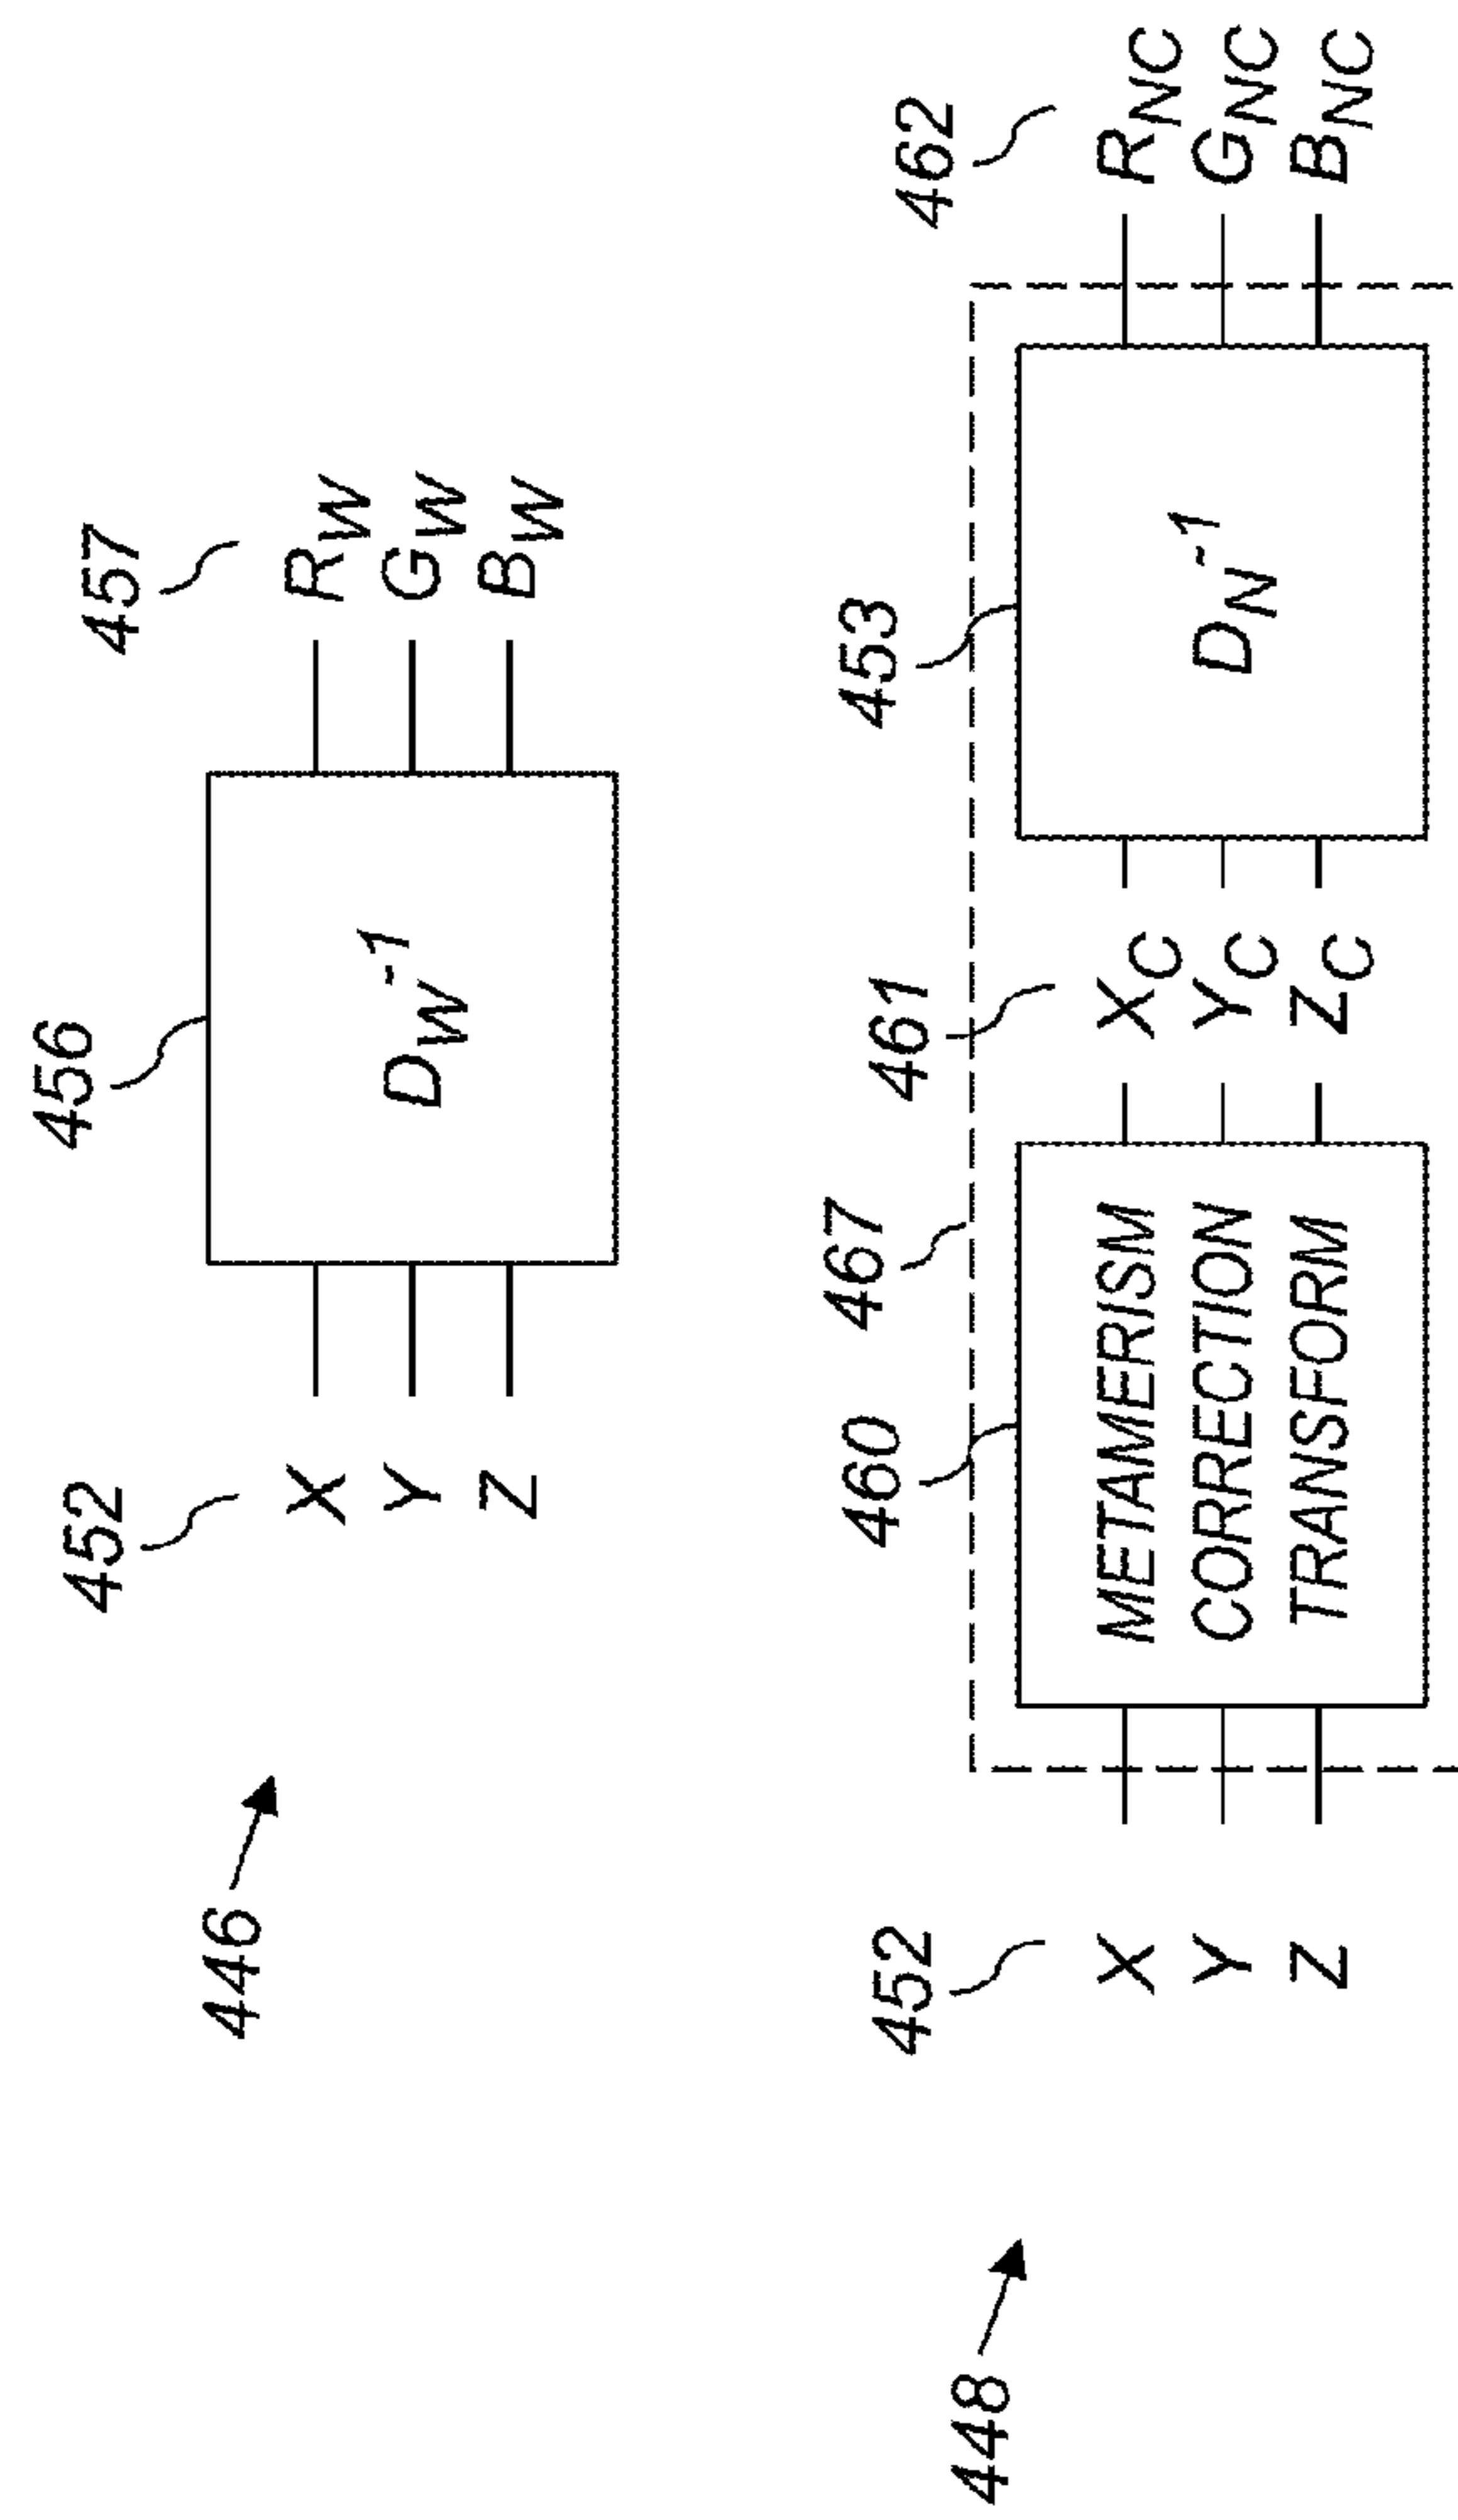 456
452
457
446
X
Y
Z
D_W^-1
R_W
G_W
B_W
467
460
461
453
462
452
448
X
Y
Z
METAMERISM
CORRECTION
TRANSFORM
X_C
Y_C
Z_C
D_N^-1
R_NC
G_NC
B_NC